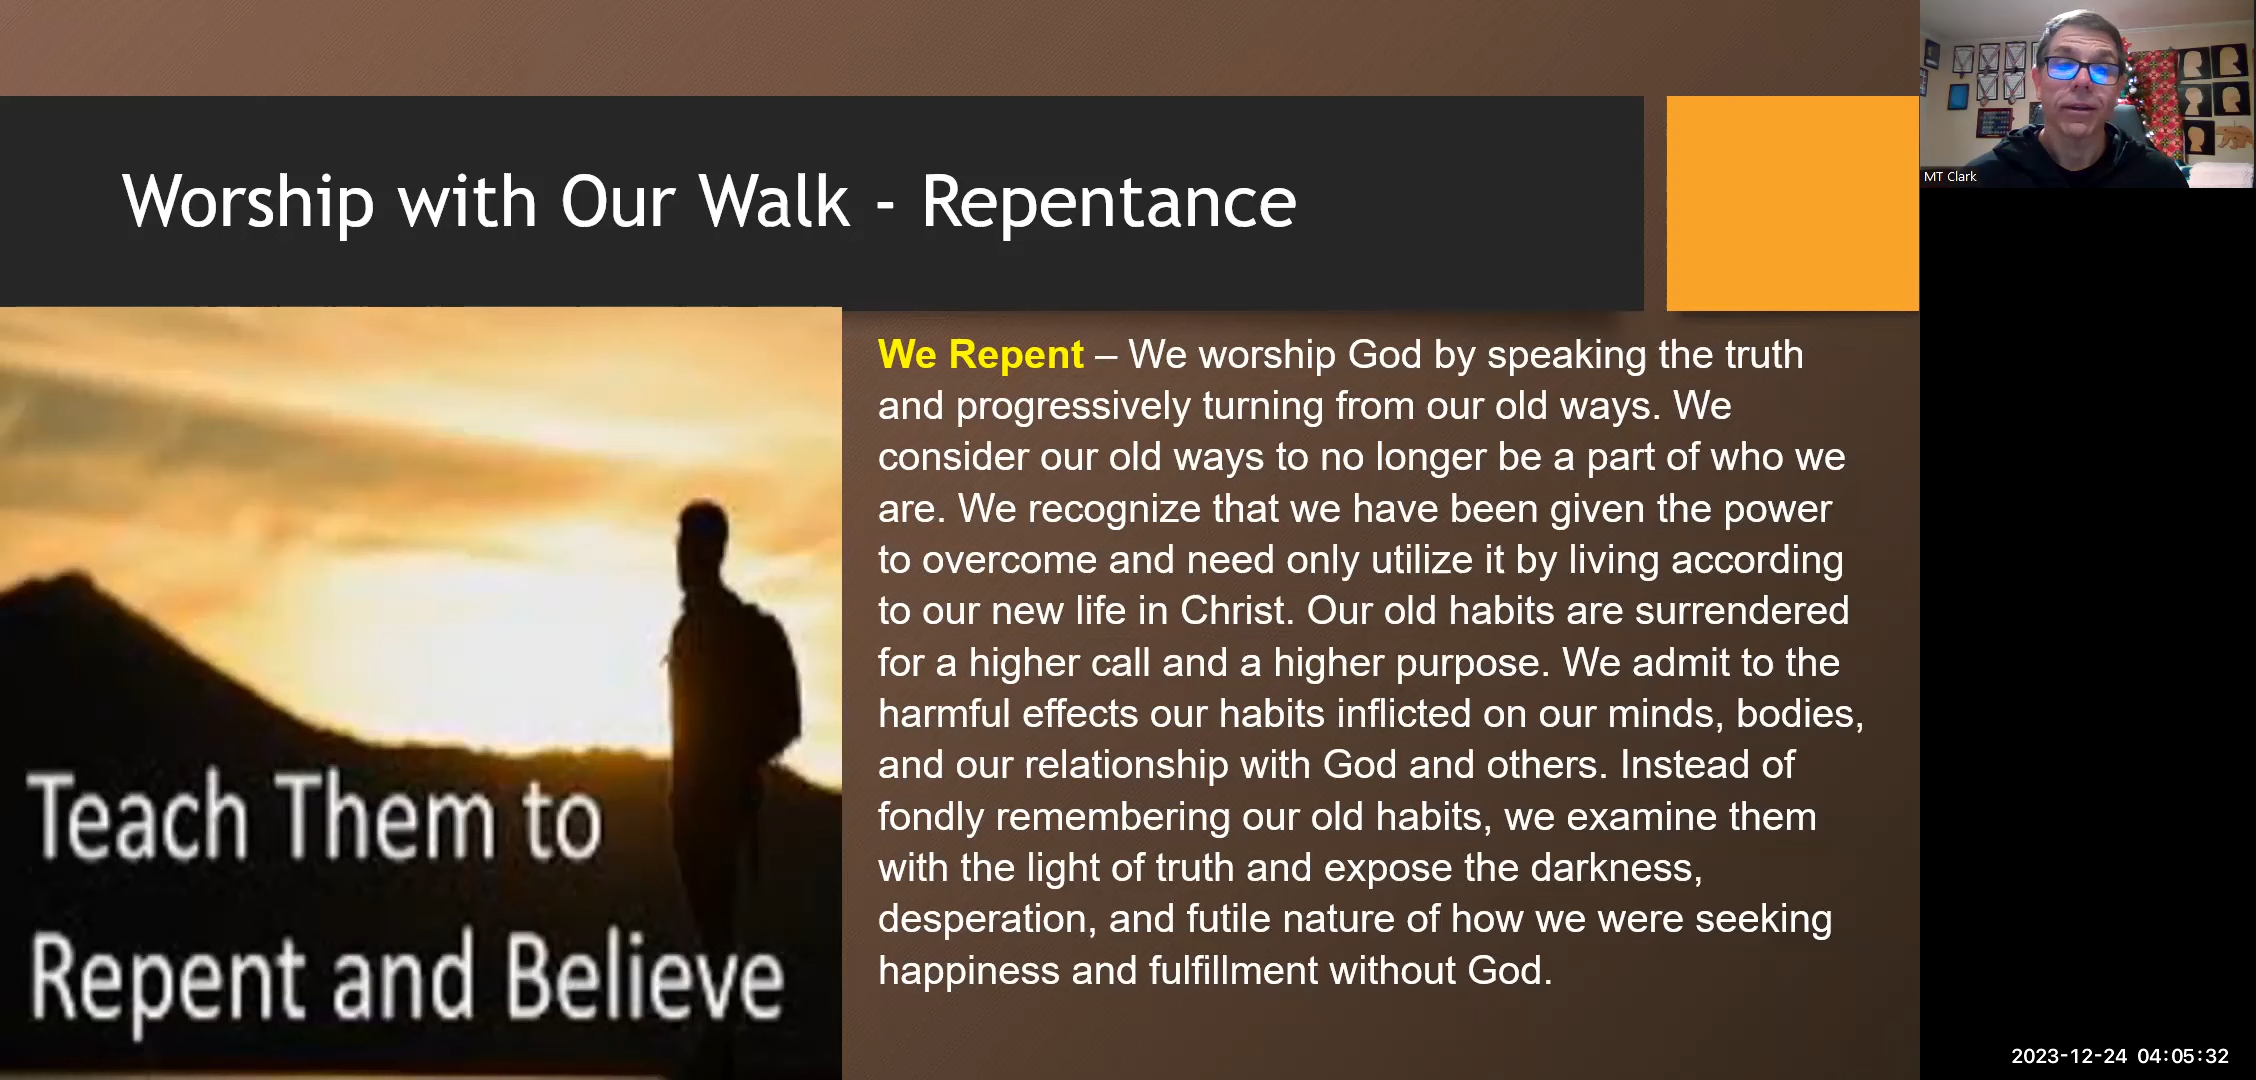 Worship with Our Walk - Repentance
MT Clark
We Repent – We worship God by speaking the truth
and progressively turning from our old ways. We
consider our old ways to no longer be a part of who we
are. We recognize that we have been given the power
to overcome and need only utilize it by living according
to our new life in Christ. Our old habits are surrendered
for a higher call and a higher purpose. We admit to the
harmful effects our habits inflicted on our minds, bodies,
and our relationship with God and others. Instead of
fondly remembering our old habits, we examine them
with the light of truth and expose the darkness,
desperation, and futile nature of how we were seeking
happiness and fulfillment without God.
Teach Them to
Repent and Believe
2023-12-24 04:05:32